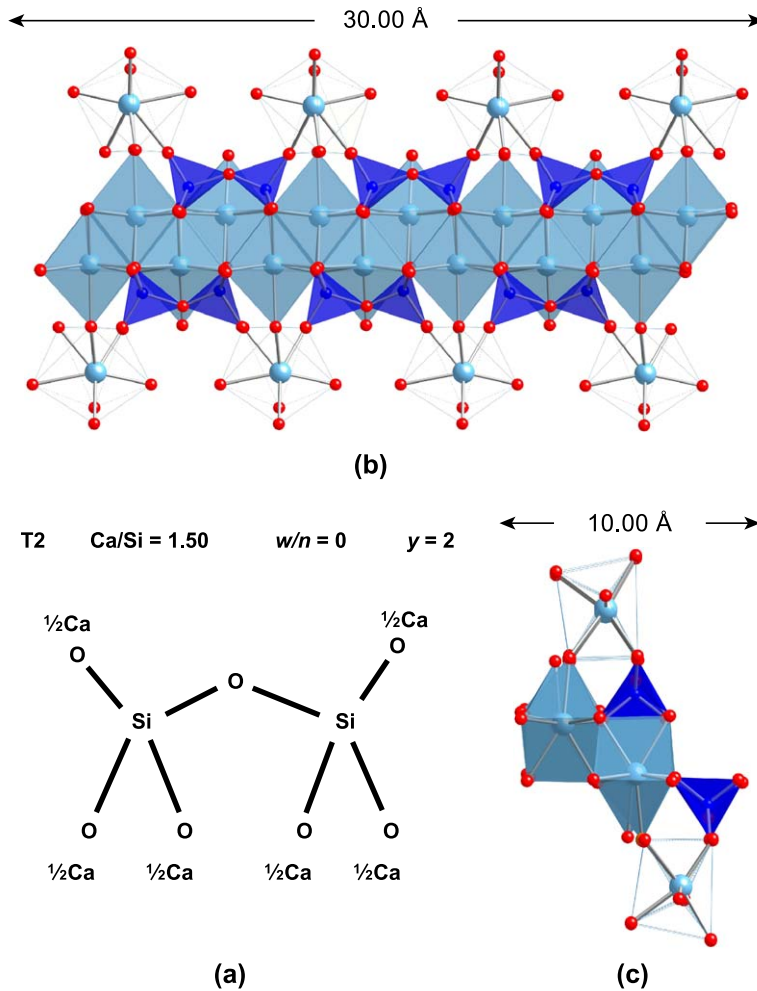 30.00 Å
(b)
T2 Ca/Si = 1.50 w/n = 0 y = 2
10.00 Å
½Ca ½Ca
O O O
Si Si
O O O O
½Ca ½Ca ½Ca ½Ca
(a)
(c)